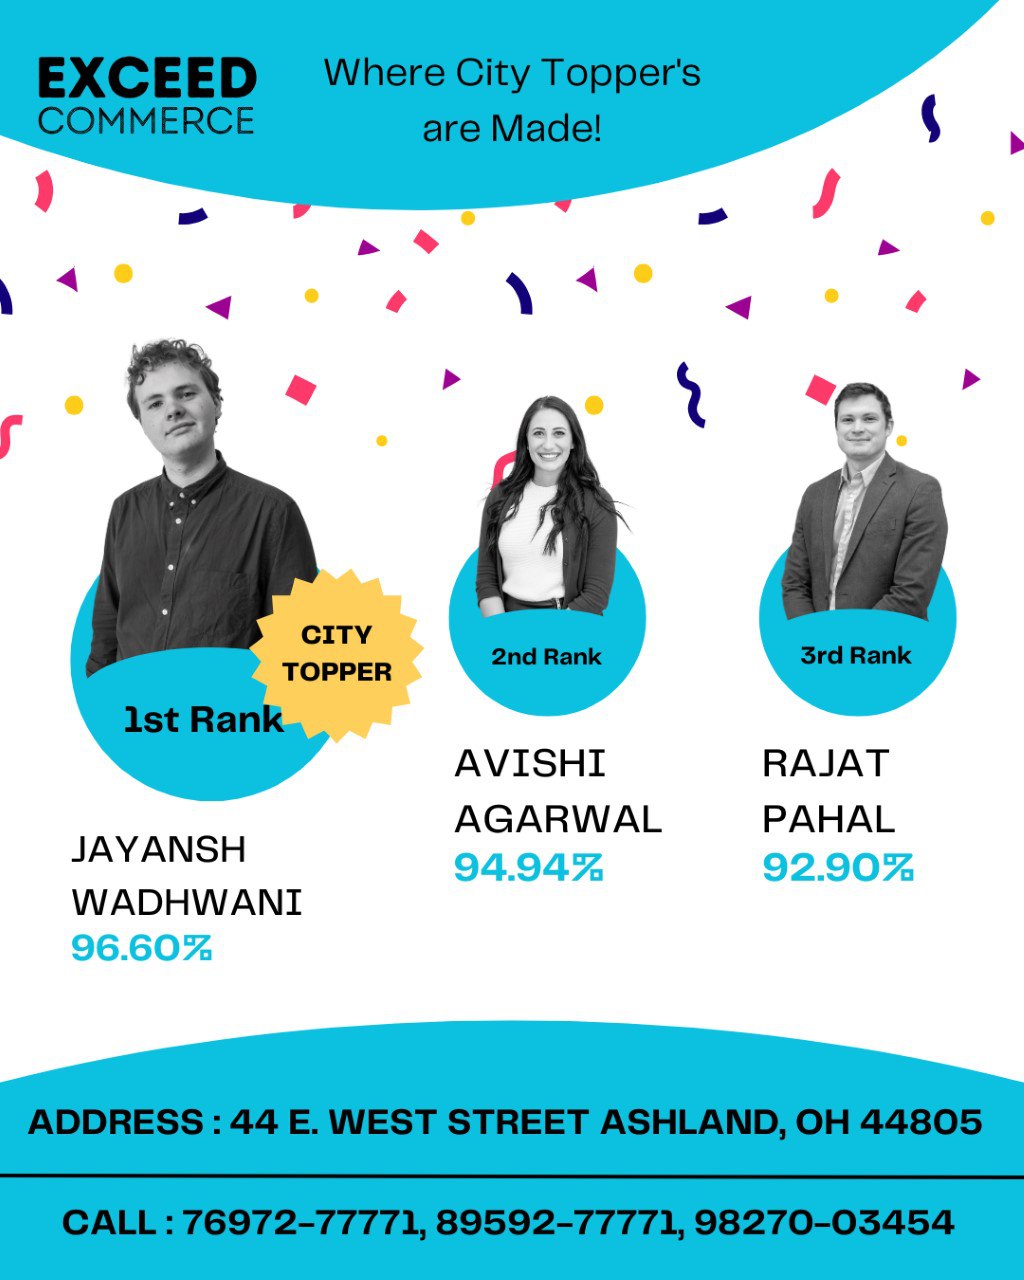 EXCEED
COMMERCE
Where City Topper's
are Made!
CITY
TOPPER
1st Rank
2nd Rank
3rd Rank
JAYANSH
WADHWANI
96.60%
AVISHI
AGARWAL
94.94%
RAJAT
PAHAL
92.90%
ADDRESS : 44 E. WEST STREET ASHLAND, OH 44805
CALL : 76972-77771, 89592-77771, 98270-03454